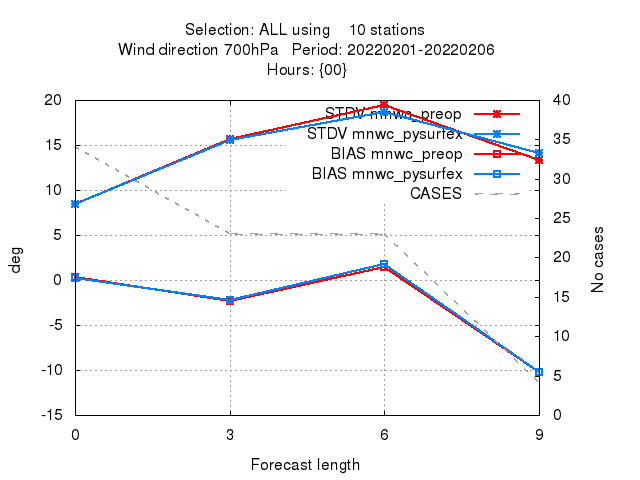 Selection: ALL using 10 stations
Wind direction 700hPa Period: 20220201-20220206
Hours: {00}
STDV mnwc_preop
STDV mnwc_pysurfex
BIAS mnwc_preop
BIAS mnwc_pysurfex
CASES
20
15
10
5
0
-5
-10
-15
deg
40
35
30
25
20
15
10
5
0
No cases
0 3 6 9
Forecast length